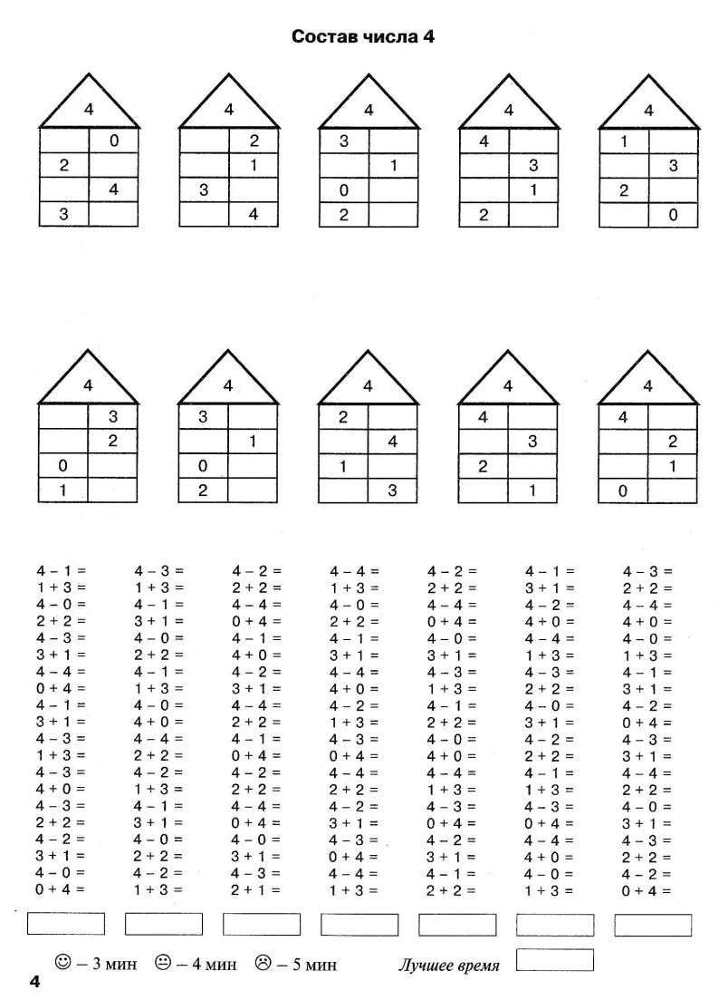 Состав числа 4
4 4 4 4 4
0 2 3 4 1
2 1 1 3 3
4 3 0 1 2
3 4 2 2 0
4 4 4 4 4
3 3 2 4 4
2 1 4 3 2
0 0 1 2 1
1 2 3 1 0
4 – 1 = 4 – 3 = 4 – 2 = 4 – 4 = 4 – 2 = 4 – 1 = 4 – 3 =
1 + 3 = 1 + 3 = 2 + 2 = 1 + 3 = 2 + 2 = 3 + 1 = 2 + 2 =
4 – 0 = 4 – 1 = 4 – 4 = 4 – 0 = 4 – 4 = 4 – 2 = 4 – 4 =
2 + 2 = 3 + 1 = 0 + 4 = 2 + 2 = 0 + 4 = 4 + 0 = 4 + 0 =
4 – 3 = 4 – 0 = 4 – 1 = 4 – 1 = 4 – 0 = 4 – 4 = 4 – 0 =
3 + 1 = 2 + 2 = 4 + 0 = 3 + 1 = 3 + 1 = 1 + 3 = 1 + 3 =
4 – 4 = 4 – 1 = 4 – 2 = 4 – 4 = 4 – 3 = 4 – 3 = 4 – 1 =
0 + 4 = 1 + 3 = 3 + 1 = 4 + 0 = 1 + 3 = 2 + 2 = 3 + 1 =
4 – 1 = 4 – 0 = 4 – 4 = 4 – 2 = 4 – 1 = 4 – 0 = 4 – 2 =
3 + 1 = 4 + 0 = 2 + 2 = 1 + 3 = 2 + 2 = 3 + 1 = 0 + 4 =
4 – 3 = 4 – 4 = 4 – 1 = 4 – 3 = 4 – 0 = 4 – 2 = 4 – 3 =
1 + 3 = 2 + 2 = 0 + 4 = 0 + 4 = 4 + 0 = 2 + 2 = 3 + 1 =
4 – 3 = 4 – 2 = 4 – 2 = 4 – 4 = 4 – 4 = 4 – 1 = 4 – 4 =
4 + 0 = 1 + 3 = 2 + 2 = 2 + 2 = 1 + 3 = 1 + 3 = 2 + 2 =
4 – 3 = 4 – 1 = 4 – 4 = 4 – 2 = 4 – 3 = 4 – 3 = 4 – 0 =
2 + 2 = 3 + 1 = 0 + 4 = 3 + 1 = 0 + 4 = 0 + 4 = 3 + 1 =
4 – 2 = 4 – 0 = 4 – 0 = 4 – 3 = 4 – 2 = 4 – 4 = 4 – 3 =
3 + 1 = 2 + 2 = 3 + 1 = 0 + 4 = 3 + 1 = 4 + 0 = 2 + 2 =
4 – 0 = 4 – 2 = 4 – 3 = 4 – 4 = 4 – 1 = 4 – 0 = 4 – 2 =
0 + 4 = 1 + 3 = 2 + 1 = 1 + 3 = 2 + 2 = 1 + 3 = 0 + 4 =
– 3 мин – 4 мин – 5 мин Лучшее время
4